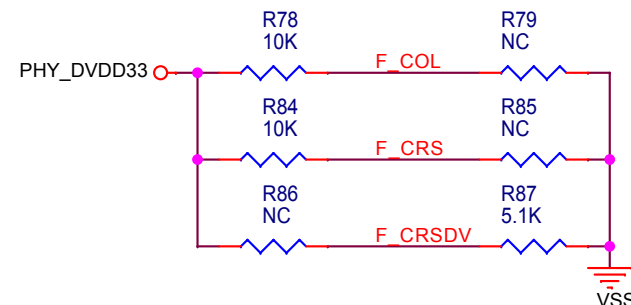 R78
10K
R79
NC
PHY_DVDD33
F_COL
R84
10K
R85
NC
F_CRS
R86
NC
R87
5.1K
F_CRSDV
VSS